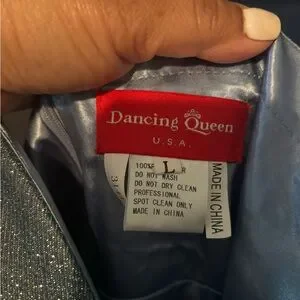 Dancing Queen
U.S.A.
L
DO NOT WASH
DO NOT DRY CLEAN
PROFESSIONAL
SPOT CLEAN ONLY
MADE IN CHINA
MADE IN CHINA